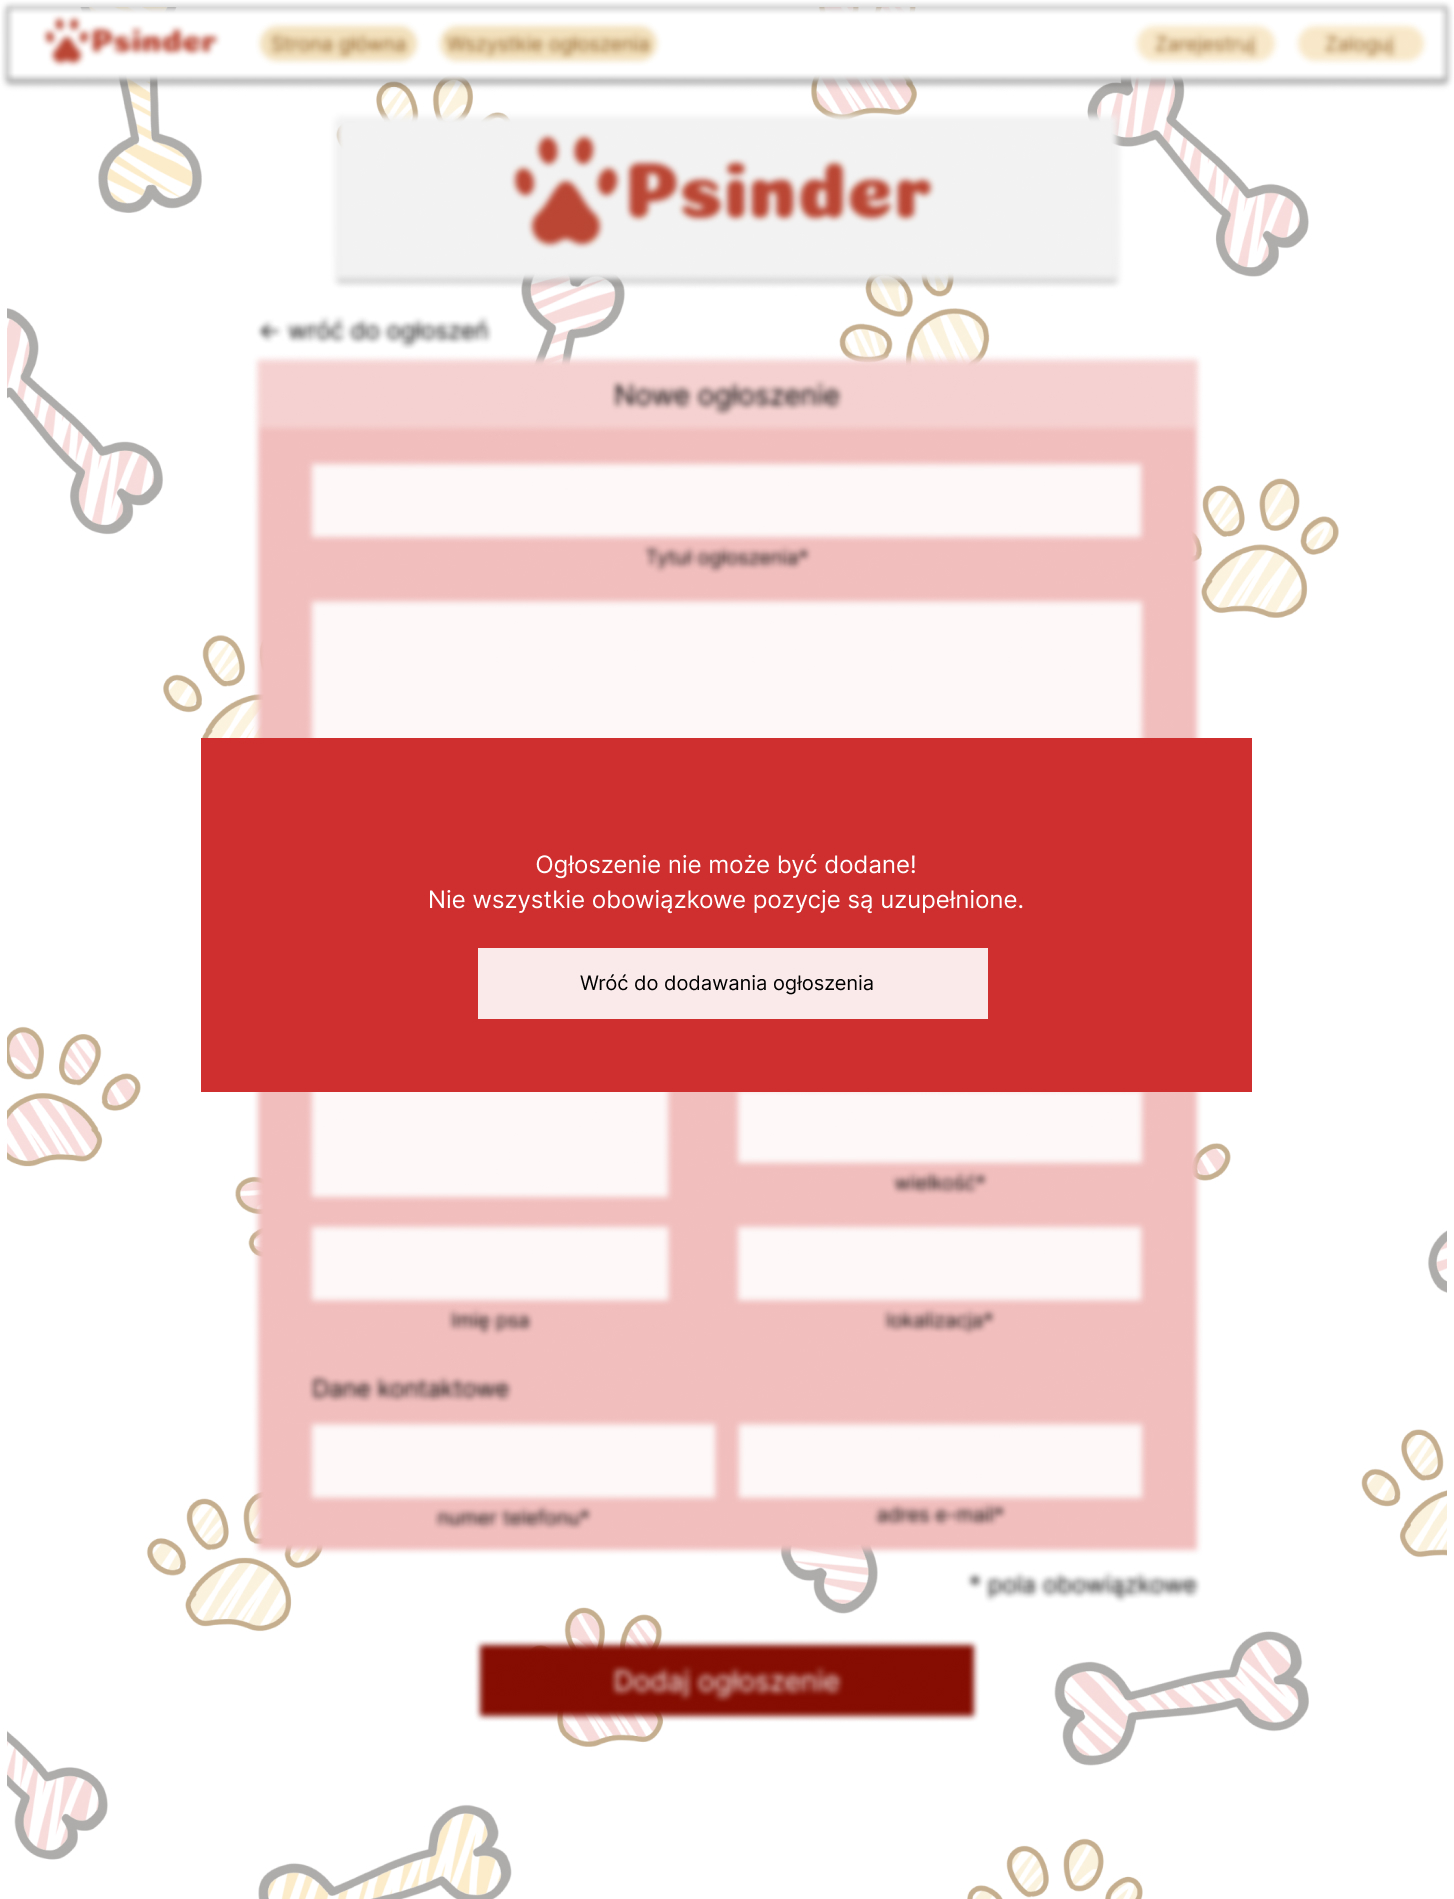 Psinder
Strona główna
Wszystkie ogłoszenia
Zarejestruj
Zaloguj
Psinder
← wróć do ogłoszeń
Nowe ogłoszenie
Tytuł ogłoszenia*
Ogłoszenie nie może być dodane!
Nie wszystkie obowiązkowe pozycje są uzupełnione.
Wróć do dodawania ogłoszenia
wielkość*
Imię psa
lokalizacja*
Dane kontaktowe
numer telefonu*
adres e-mail*
* pola obowiązkowe
Dodaj ogłoszenie